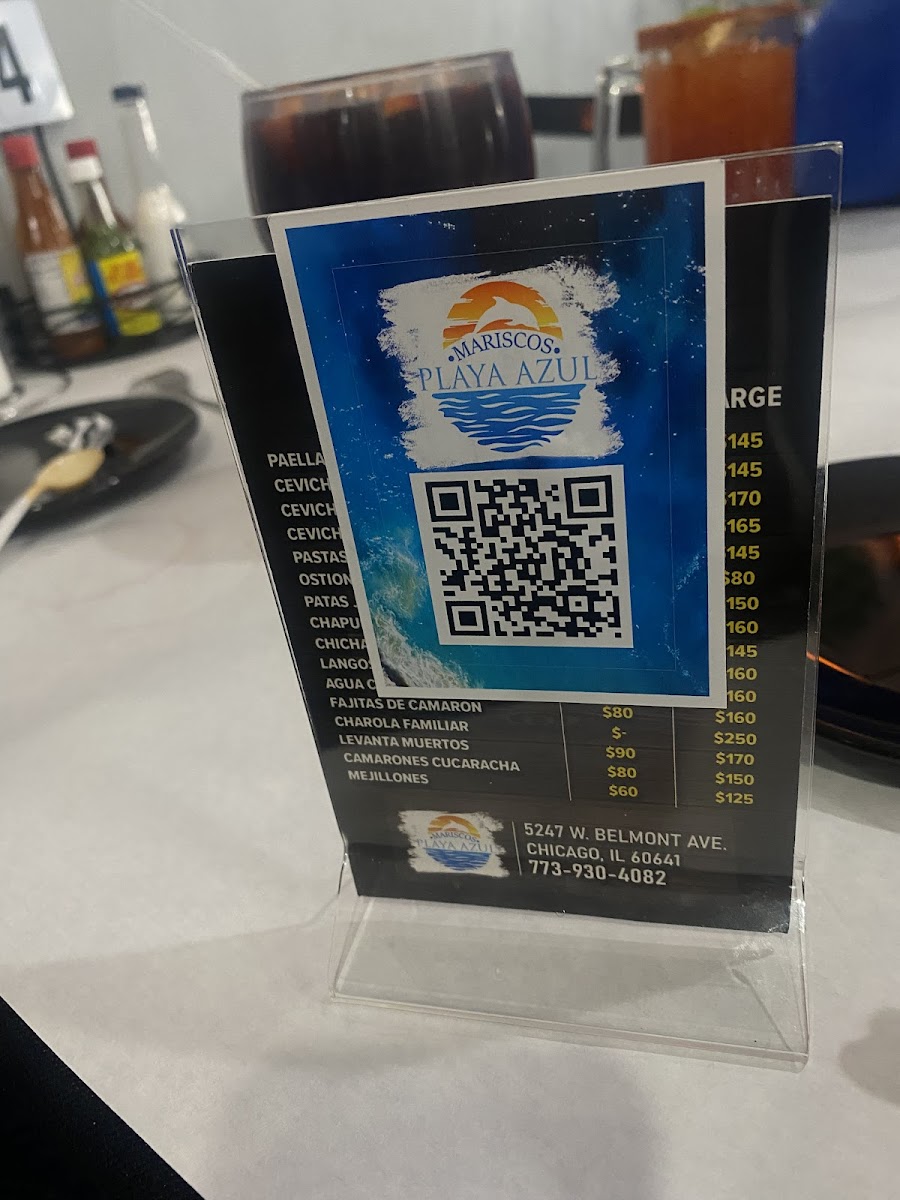 4
MARISCOS
PLAYA AZUL
ARGE
PAELLA $145
CEVICH $145
CEVICH $170
CEVICH $165
PASTAS $145
OSTION $80
PATAS 150
CHAPU 160
CHICHA 145
LANGOS 160
AGUA C 160
FAJITAS DE CAMARON $80 $160
CHAROLA FAMILIAR $- $250
LEVANTA MUERTOS $90 $170
CAMARONES CUCARACHA $80 $150
MEJILLONES $60 $125
MARISCOS
PLAYA AZUL
5247 W. BELMONT AVE.
CHICAGO, IL 60641
773-930-4082